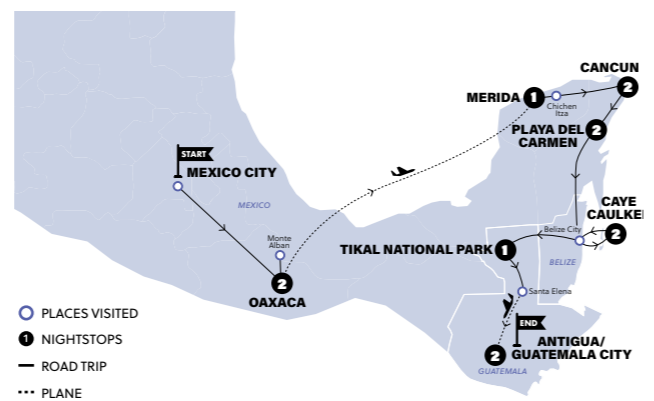 CANCUN
2
MERIDA 1
Chichen
Itza
PLAYA DEL
CARMEN
2
START
MEXICO CITY
MEXICO
CAYE
CAULKE
2
Belize City
Monte
Alban
TIKAL NATIONAL PARK 1
BELIZE
2
OAXACA
Santa Elena
END
ANTIGUA/
GUATEMALA CITY
2
GUATEMALA
PLACES VISITED
1 NIGHTSTOPS
ROAD TRIP
PLANE